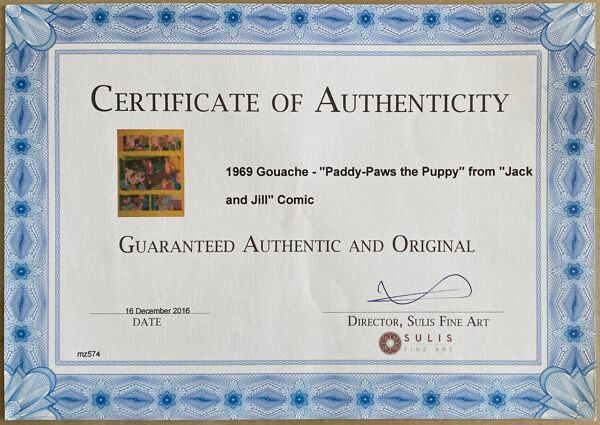 CERTIFICATE OF AUTHENTICITY
1969 Gouache - "Paddy-Paws the Puppy" from "Jack
and Jill" Comic
GUARANTEED AUTHENTIC AND ORIGINAL
16 December 2016
DATE
DIRECTOR, SULIS FINE ART
SULIS
FINE ART
mz574